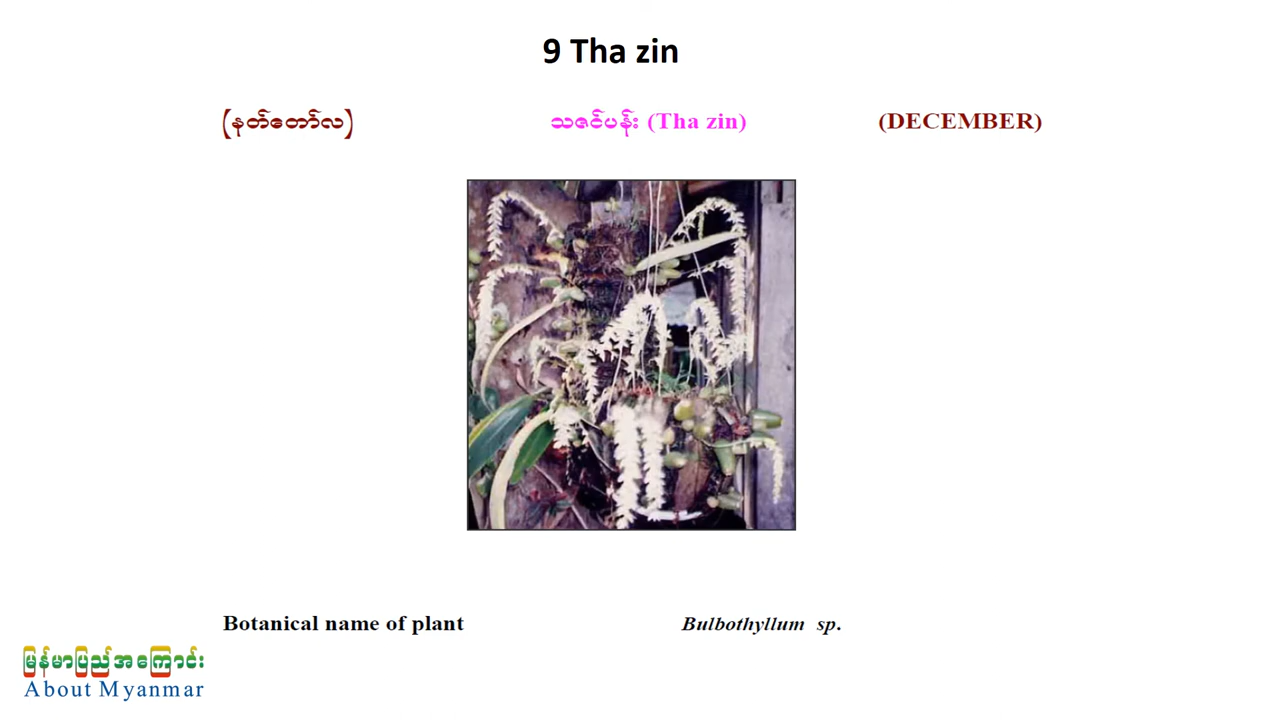 9 Tha zin
(နတ်တော်လ) သဇင်ပန်း (Tha zin) (DECEMBER)
Botanical name of plant Bulbothyllum sp.
မြန်မာပြည်အကြောင်း
About Myanmar